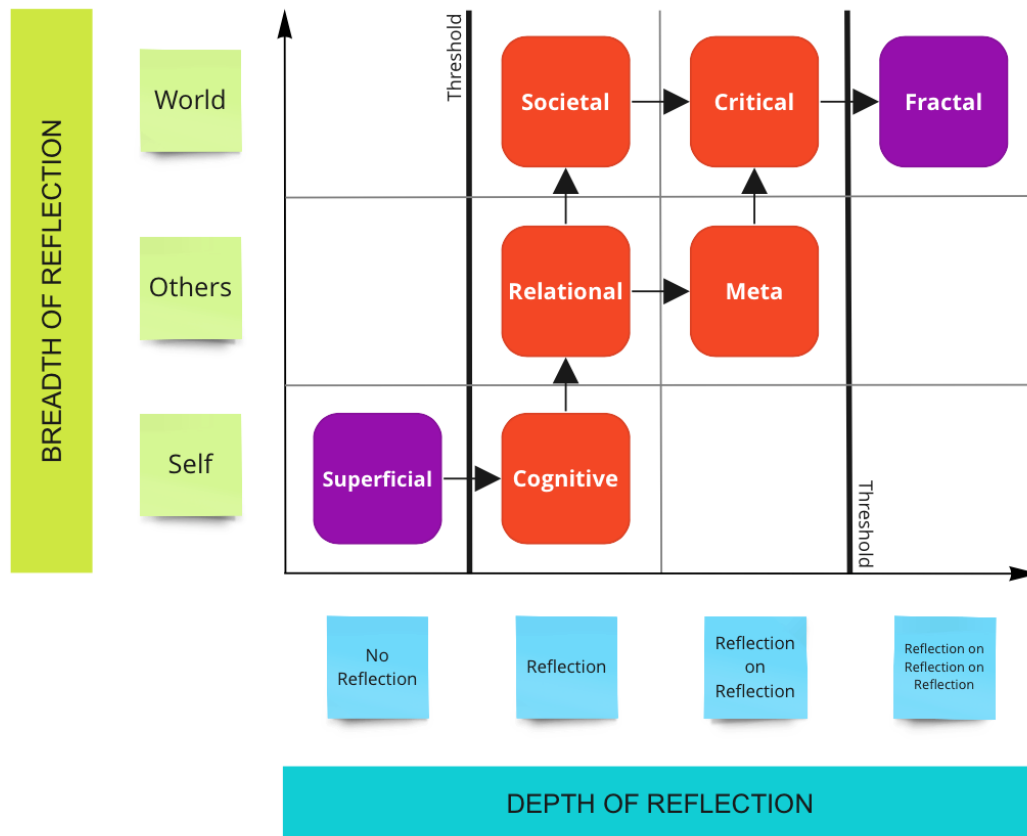 BREADTH OF REFLECTION
World
Others
Self
Threshold
Societal
Critical
Fractal
Relational
Meta
Superficial
Cognitive
Threshold
No
Reflection
Reflection
Reflection
on
Reflection
Reflection on
Reflection on
Reflection
DEPTH OF REFLECTION